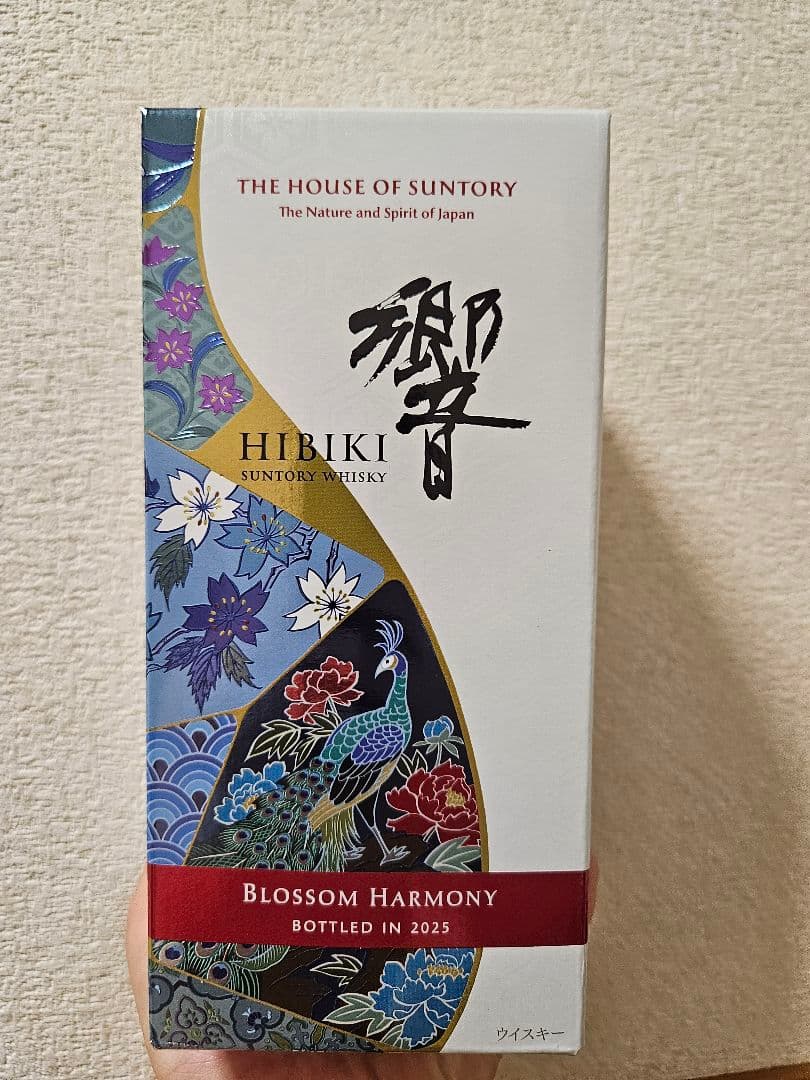 THE HOUSE OF SUNTORY
The Nature and Spirit of Japan
響
HIBIKI
SUNTORY WHISKY
BLOSSOM HARMONY
BOTTLED IN 2025
ウイスキー